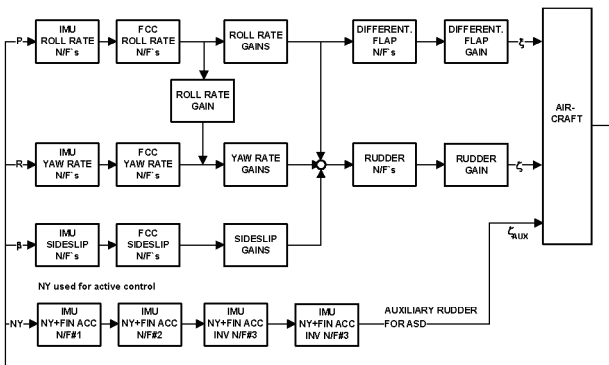 P
IMU
ROLL RATE
N/F`s
FCC
ROLL RATE
N/F`s
ROLL RATE
GAINS
DIFFERENT.
FLAP
N/F`s
DIFFERENT.
FLAP
GAIN
ξ
AIR-
CRAFT
ROLL RATE
GAIN
R
IMU
YAW RATE
N/F`s
FCC
YAW RATE
N/F`s
YAW RATE
GAINS
RUDDER
N/F`s
RUDDER
GAIN
ζ
β
IMU
SIDESLIP
N/F`s
FCC
SIDESLIP
N/F`s
SIDESLIP
GAINS
ζAUX
NY used for active control
NY
IMU
NY+FIN ACC
N/F#1
IMU
NY+FIN ACC
N/F#2
IMU
NY+FIN ACC
INV N/F#3
IMU
NY+FIN ACC
INV N/F#3
AUXILIARY RUDDER
FOR ASD